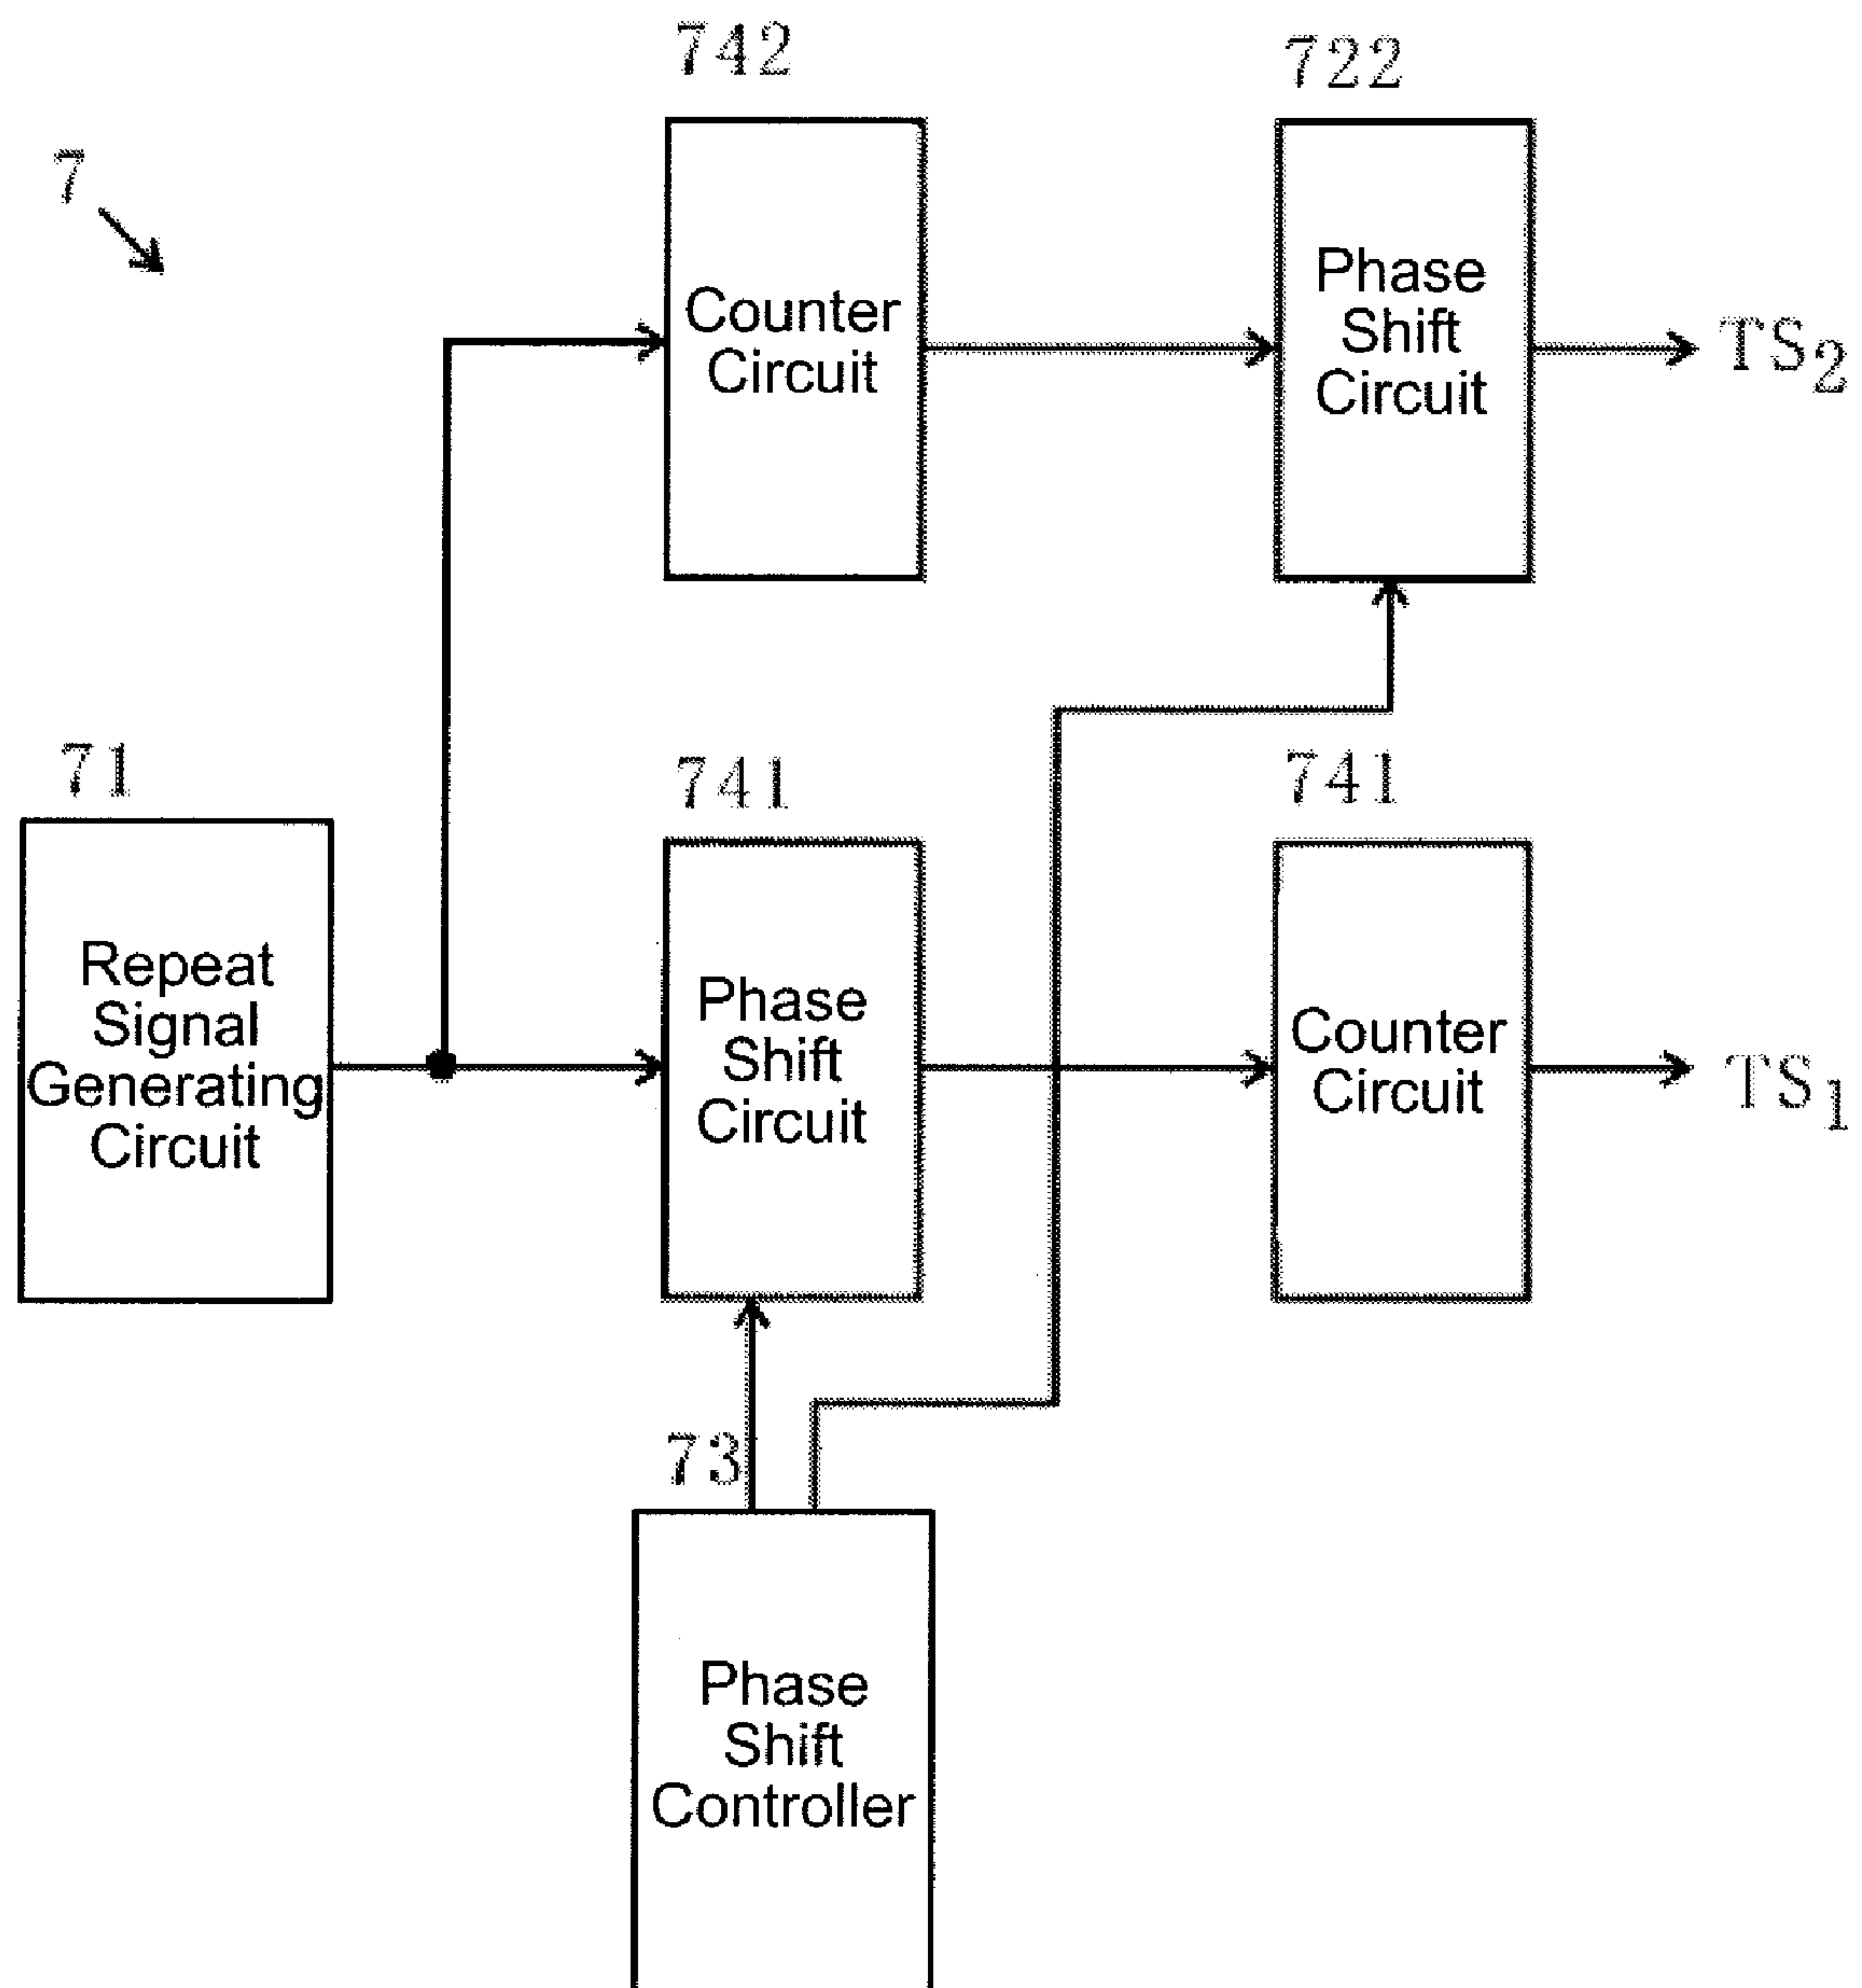 742
722
7
Counter
Circuit
Phase
Shift
Circuit
TS2
71
741
741
Repeat
Signal
Generating
Circuit
Phase
Shift
Circuit
Counter
Circuit
TS1
73
Phase
Shift
Controller